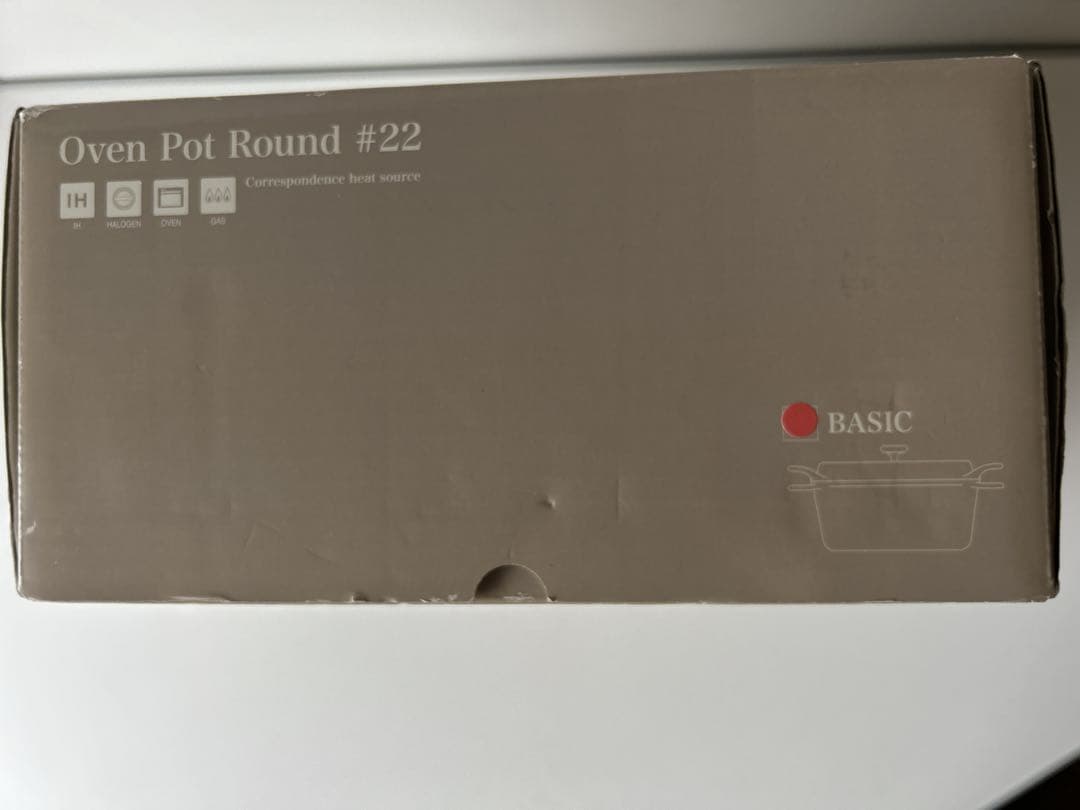 Oven Pot Round #22
IH
Correspondence heat source
IH HALOGEN OVEN GAS
BASIC